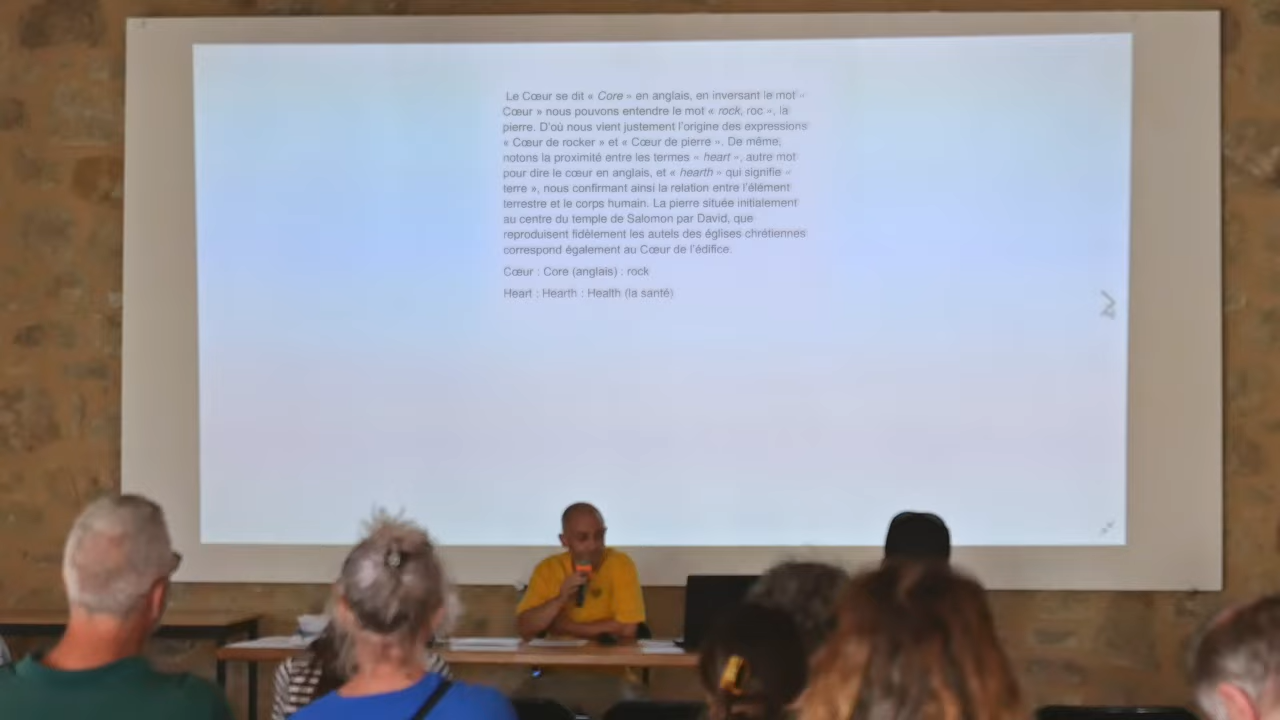 Le Cœur se dit « Core » en anglais, en inversant le mot «
Cœur » nous pouvons entendre le mot « rock, roc », la
pierre. D'où nous vient justement l'origine des expressions
« Cœur de rocker » et « Cœur de pierre ». De même,
notons la proximité entre les termes « heart », autre mot
pour dire le cœur en anglais, et « hearth » qui signifie «
terre », nous confirmant ainsi la relation entre l'élément
terrestre et le corps humain. La pierre située initialement
au centre du temple de Salomon par David, que
reproduisent fidèlement les autels des églises chrétiennes
correspond également au Cœur de l'édifice.
Cœur : Core (anglais) : rock
Heart : Hearth : Health (la santé)